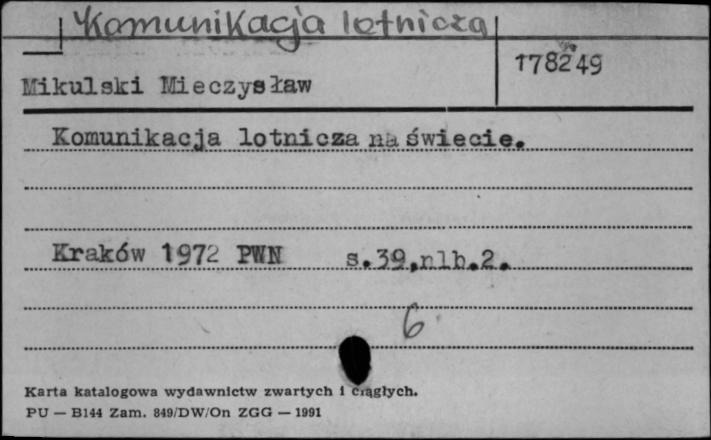 Komunikacja lotnicza
178249
Mikulski Mieczysław
Komunikacja lotnicza na świecie.
Kraków 1972 PWN s.39,nlb.2.
6
Karta katalogowa wydawnictw zwartych i ciągłych.
PU — B144 Zam. 849/DW/On ZGG — 1991